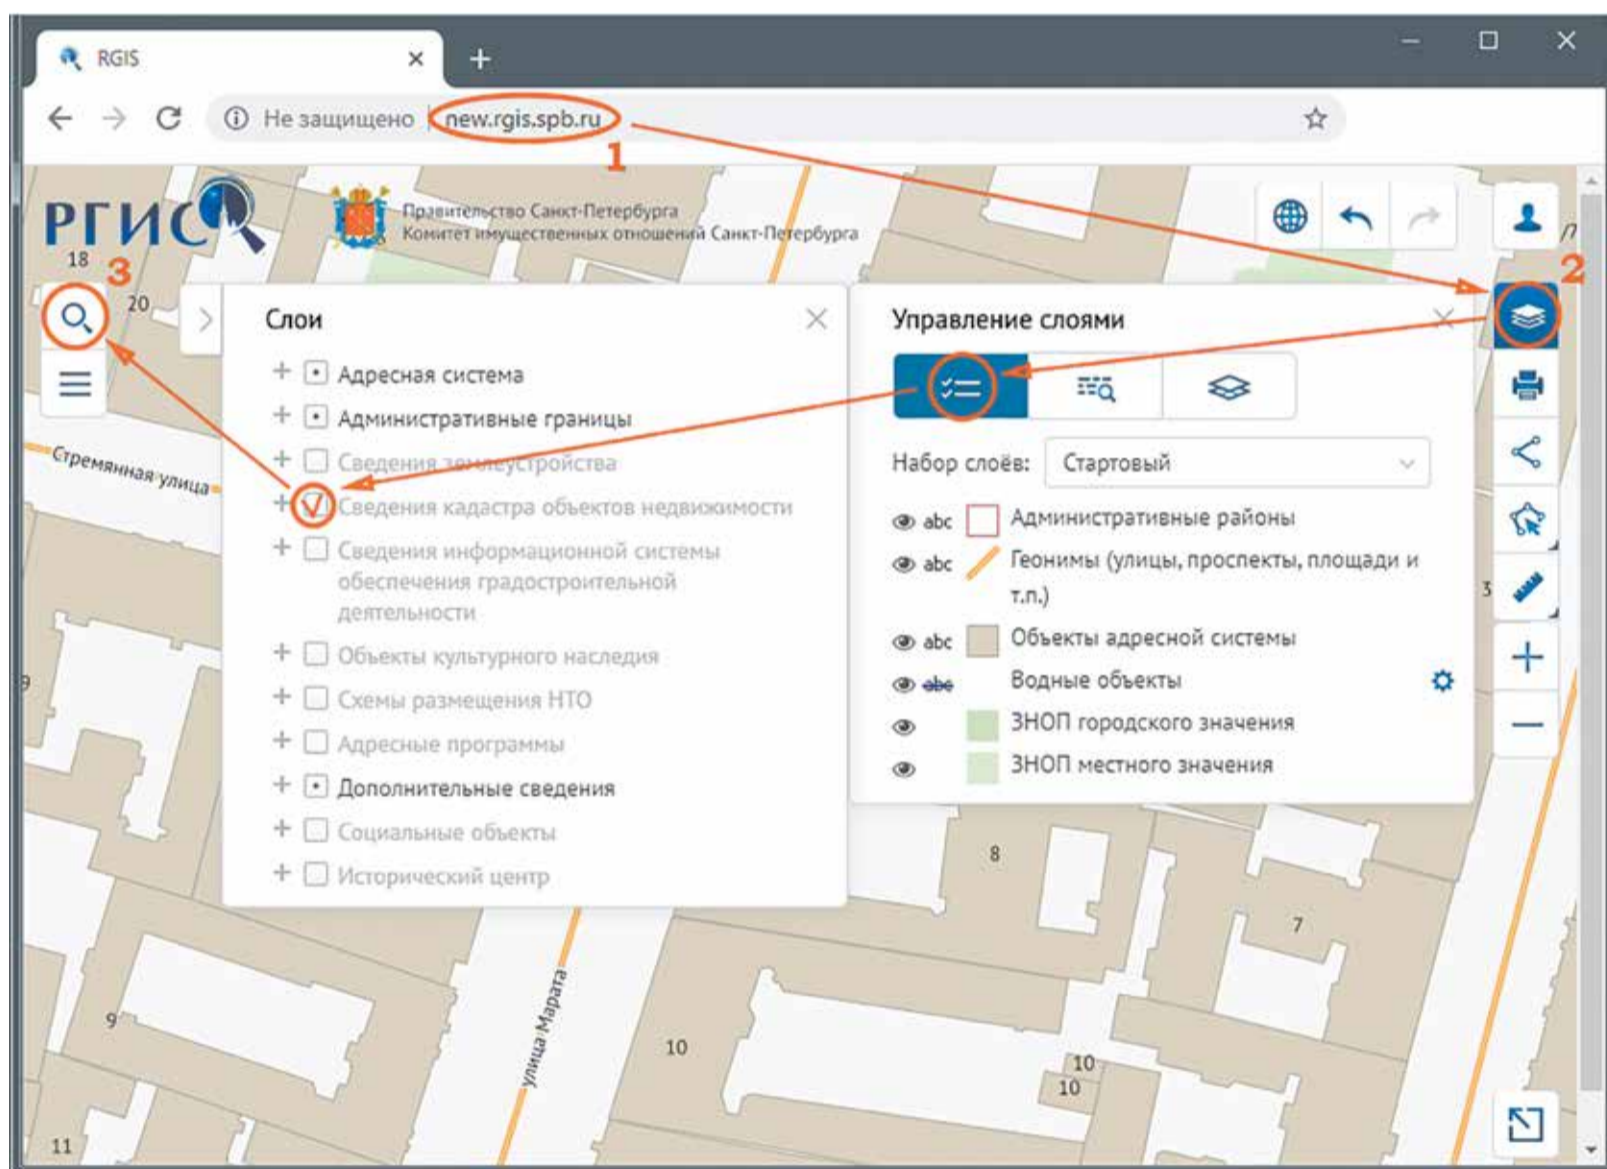 RGIS
Не защищено | new.rgis.spb.ru
1
РГИС
Правительство Санкт-Петербурга
Комитет имущественных отношений Санкт-Петербурга
/7
18
3
2
20
Слои
Адресная система
Административные границы
Сведения землеустройства
Сведения кадастра объектов недвижимости
Сведения информационной системы
обеспечения градостроительной
деятельности
Объекты культурного наследия
Схемы размещения НТО
Адресные программы
Дополнительные сведения
Социальные объекты
Исторический центр
Управление слоями
Набор слоёв: Стартовый
abc Административные районы
abc Геонимы (улицы, проспекты, площади и
т.п.)
abc Объекты адресной системы
abc Водные объекты
ЗНОП городского значения
ЗНОП местного значения
Стремянная улица
3
9
8
7
9
улица Марата
10
10
10
11